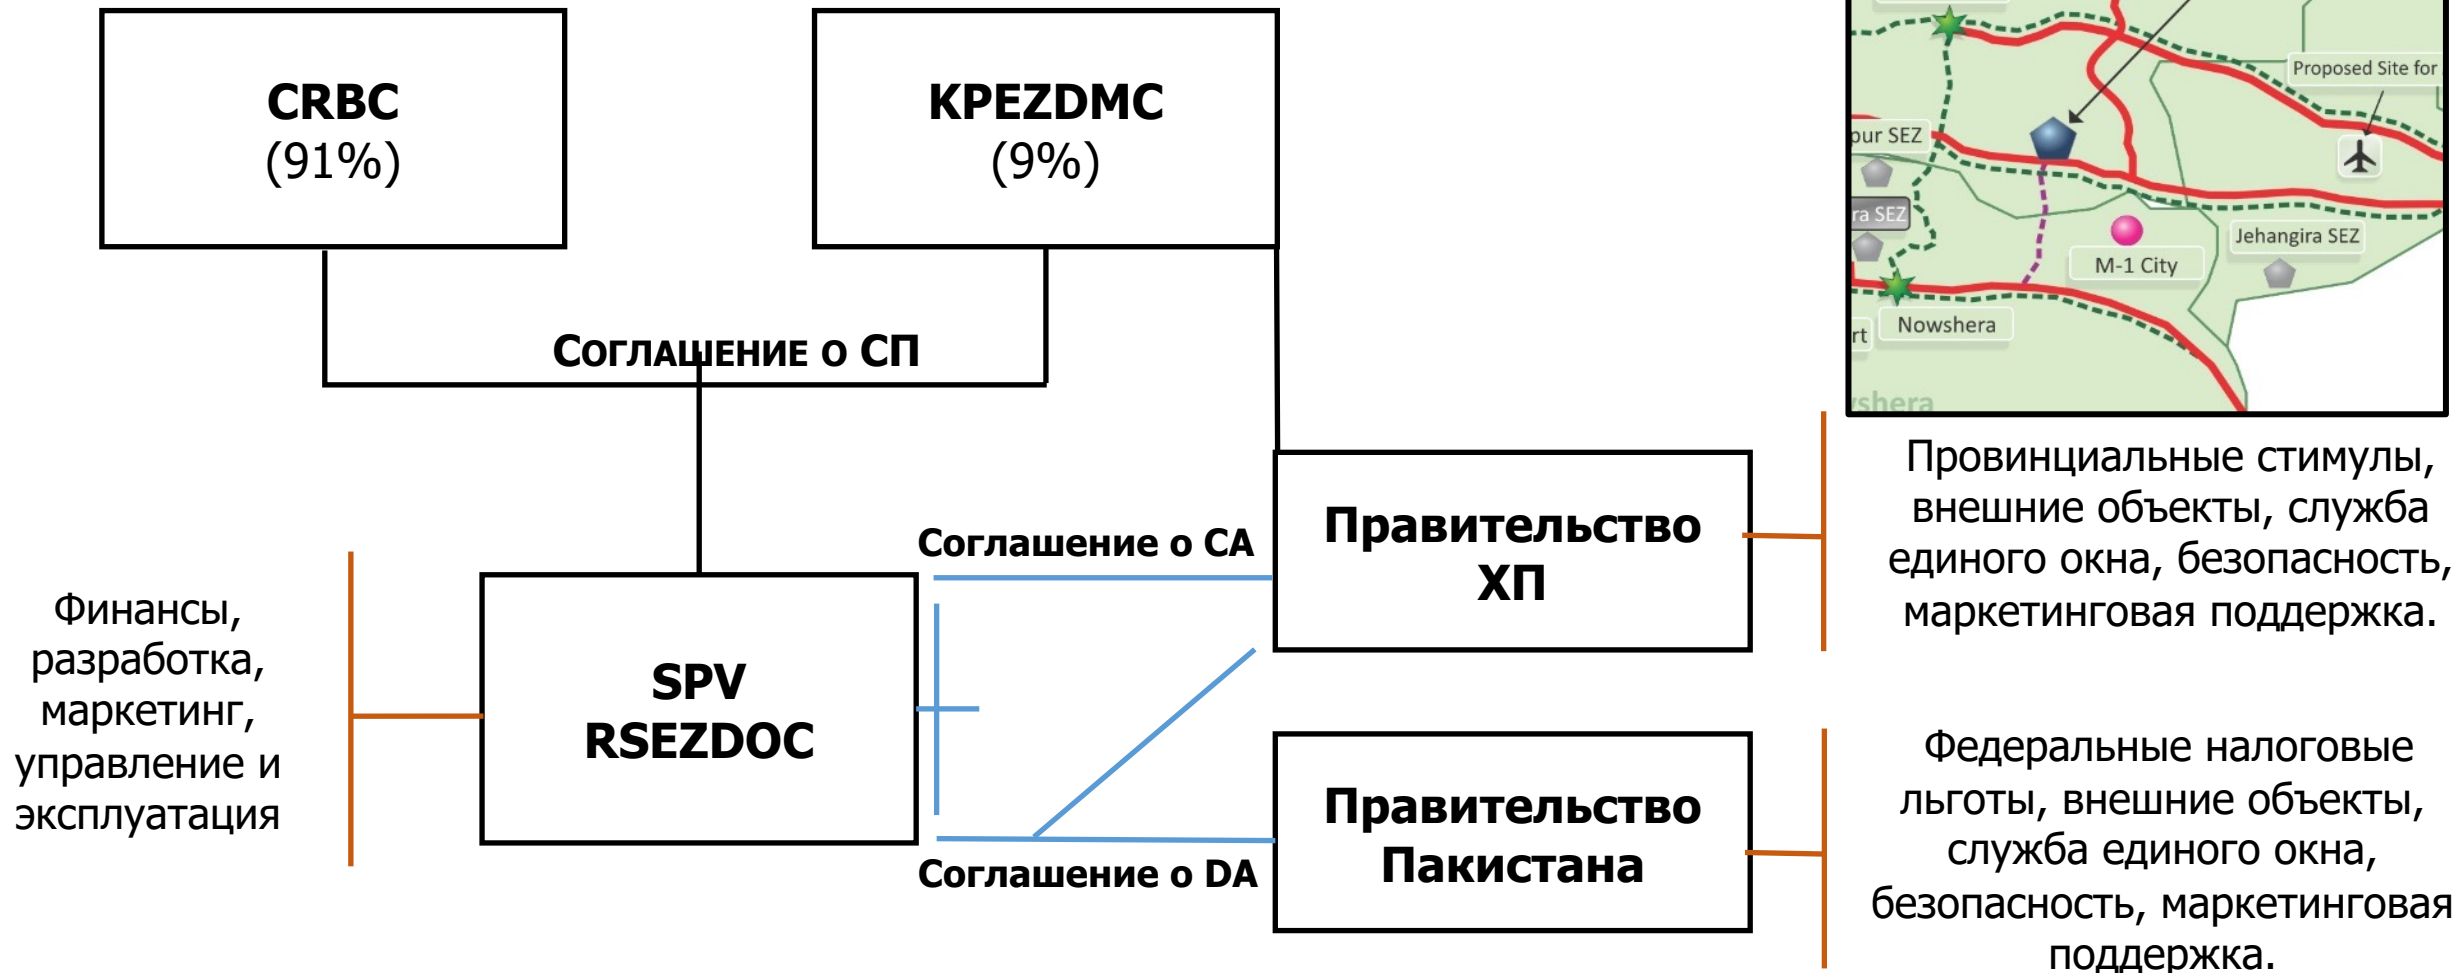 CRBC
(91%)
KPEZDMC
(9%)
СОГЛАШЕНИЕ О СП
Соглашение о СА
Соглашение о DA
Финансы,
разработка,
маркетинг,
управление и
эксплуатация
SPV
RSEZDOC
Правительство
ХП
Правительство
Пакистана
Proposed Site for
pur SEZ
ra SEZ
M-1 City
Jehangira SEZ
Nowshera
rt
shera
Провинциальные стимулы,
внешние объекты, служба
единого окна, безопасность,
маркетинговая поддержка.
Федеральные налоговые
льготы, внешние объекты,
служба единого окна,
безопасность, маркетинговая
поддержка.